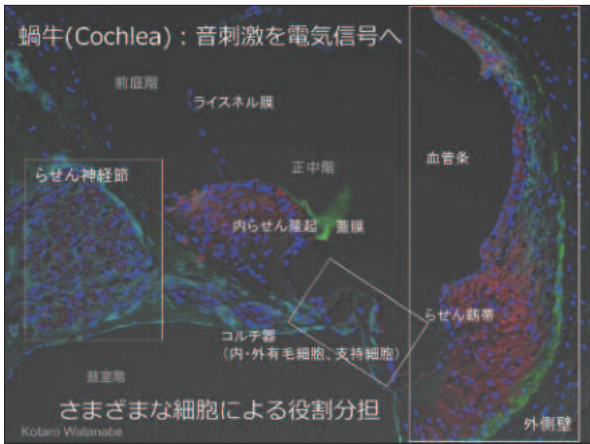 蝸牛(Cochlea)：音刺激を電気信号へ
前庭階
ライスネル膜
正中階
血管条
らせん神経節
内らせん隆起
蓋膜
らせん靱帯
コルチ器
（内・外有毛細胞、支持細胞）
鼓室階
さまざまな細胞による役割分担
外側壁
Kotaro Watanabe